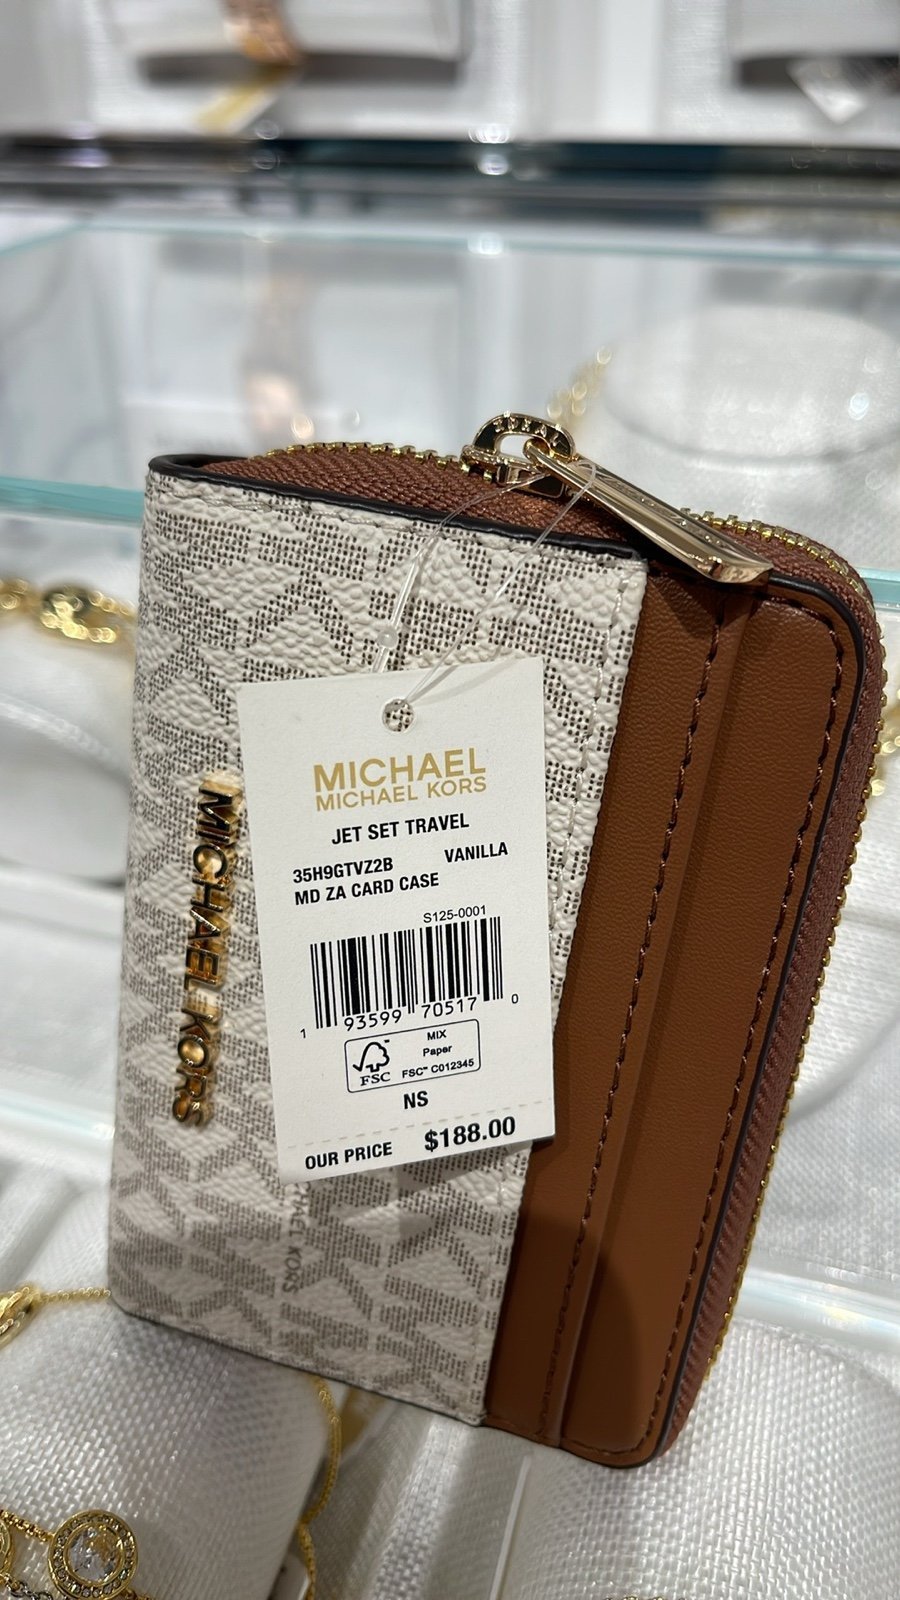 MICHAEL
MICHAEL KORS
JET SET TRAVEL
35H9GTVZ2B VANILLA
MD ZA CARD CASE
S125-0001
1 93599 70517 0
FSC
MIX
Paper
FSC™ C012345
NS
OUR PRICE $188.00
MICHAEL KORS
KORS